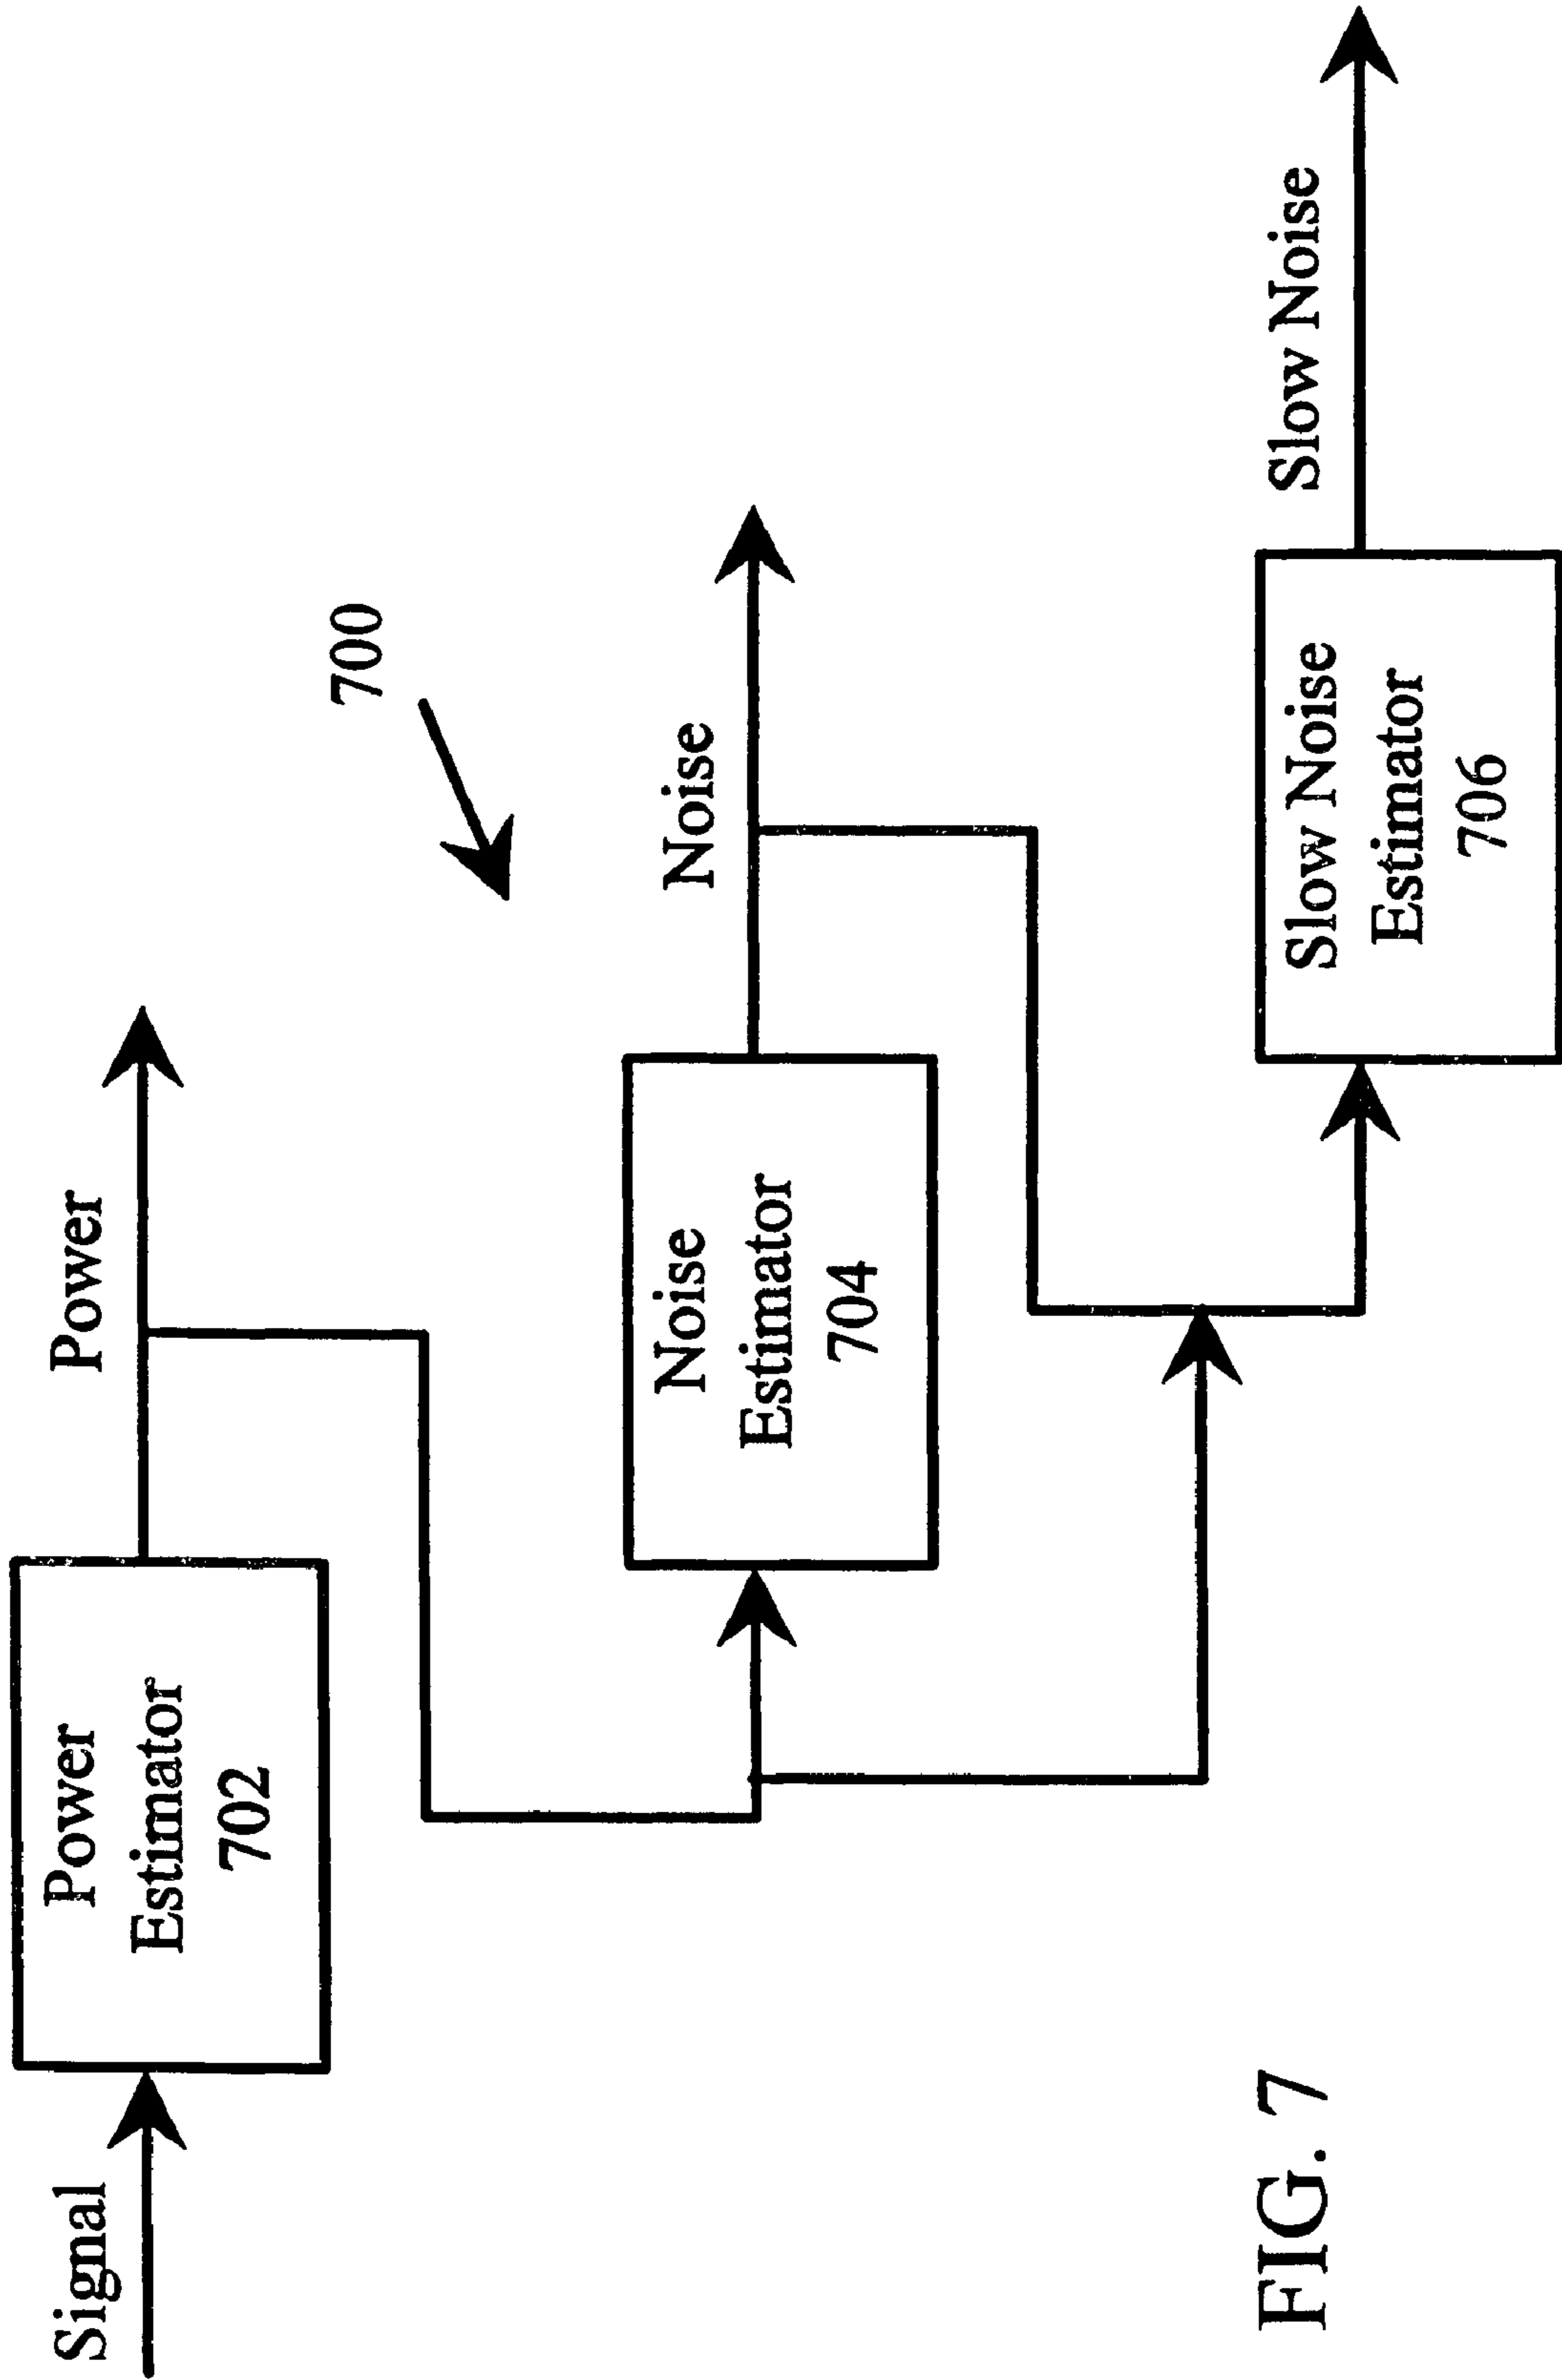 Signal
Power
Estimator
702
Power
700
Noise
Estimator
704
Noise
Slow Noise
Estimator
706
Slow Noise
FIG. 7